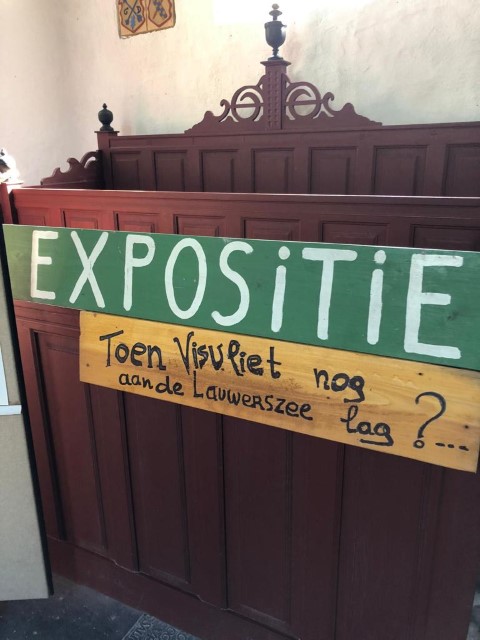 EXPOSiTiE
Toen Visvliet nog
aan de Lauwerszee lag ?...